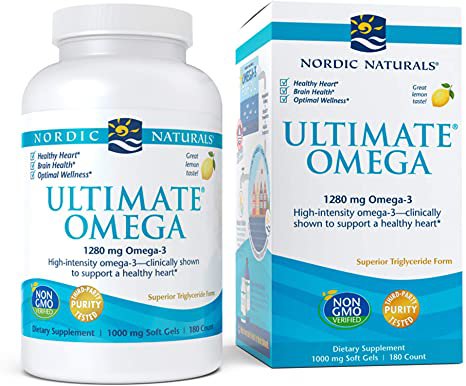 NORDIC NATURALS®
Healthy Heart*
Brain Health*
Optimal Wellness*
Great
lemon
taste!
ULTIMATE®
OMEGA
1280 mg Omega-3
High-intensity omega-3—clinically shown
to support a healthy heart*
Superior Triglyceride Form
NON
GMO
VERIFIED
THIRD-PARTY
PURITY
TESTED
Dietary Supplement | 1000 mg Soft Gels | 180 Count
NORDIC NATURALS®
Healthy Heart*
Brain Health*
Optimal Wellness*
Great
lemon
taste!
ULTIMATE®
OMEGA
1280 mg Omega-3
High-intensity omega-3—clinically
shown to support a healthy heart*
Superior Triglyceride Form
NON
GMO
VERIFIED
THIRD-PARTY
PURITY
TESTED
Dietary Supplement
1000 mg Soft Gels | 180 Count